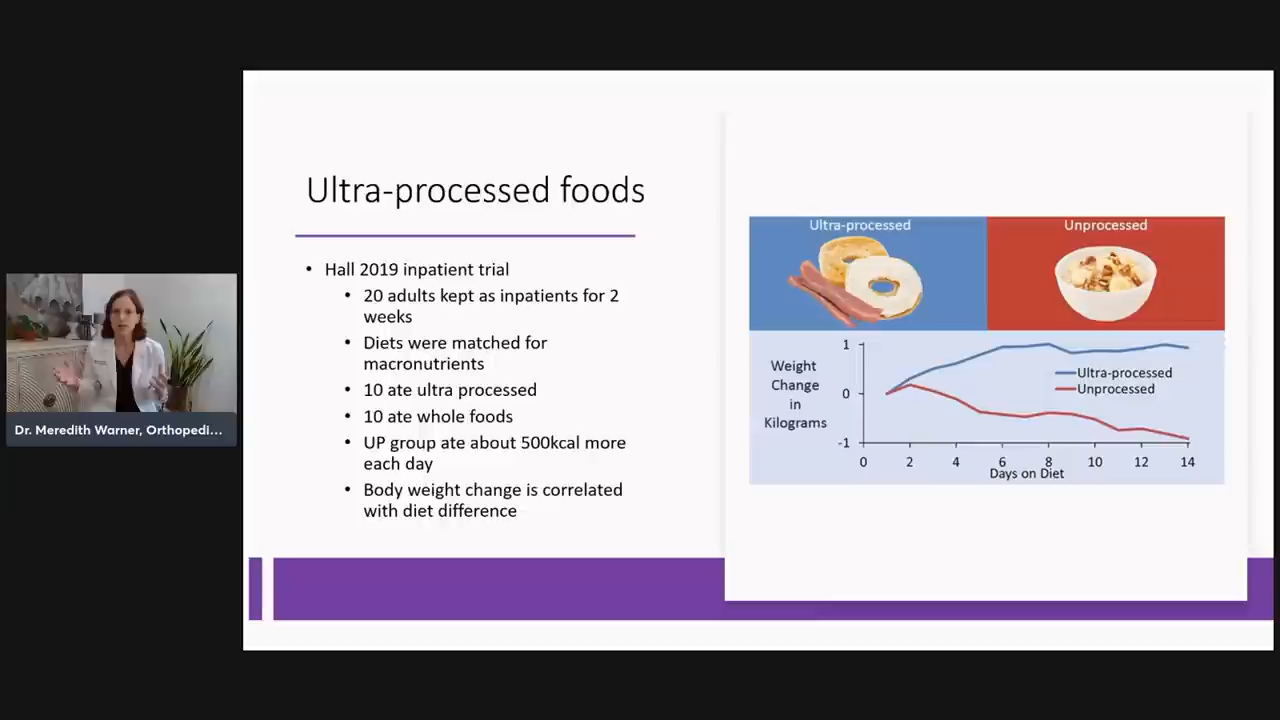 Ultra-processed foods
• Hall 2019 inpatient trial
• 20 adults kept as inpatients for 2
weeks
• Diets were matched for
macronutrients
• 10 ate ultra processed
• 10 ate whole foods
• UP group ate about 500kcal more
each day
• Body weight change is correlated
with diet difference
Ultra-processed
Unprocessed
Weight
Change
in
Kilograms
1
0
-1
Ultra-processed
Unprocessed
0 2 4 6 8 10 12 14
Days on Diet
Dr. Meredith Warner, Orthopedi...